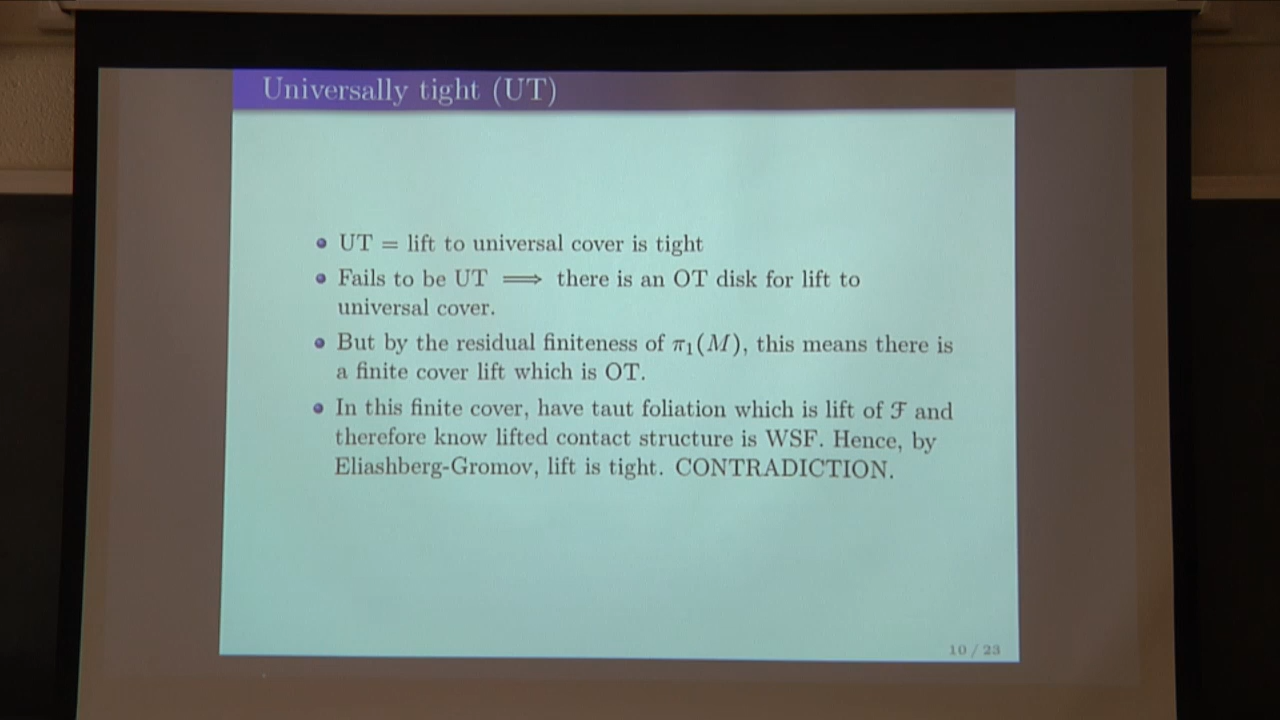 Universally tight (UT)
UT = lift to universal cover is tight
Fails to be UT ⟹ there is an OT disk for lift to
universal cover.
But by the residual finiteness of π₁(M), this means there is
a finite cover lift which is OT.
In this finite cover, have taut foliation which is lift of ℱ and
therefore know lifted contact structure is WSF. Hence, by
Eliashberg-Gromov, lift is tight. CONTRADICTION.
10 / 23